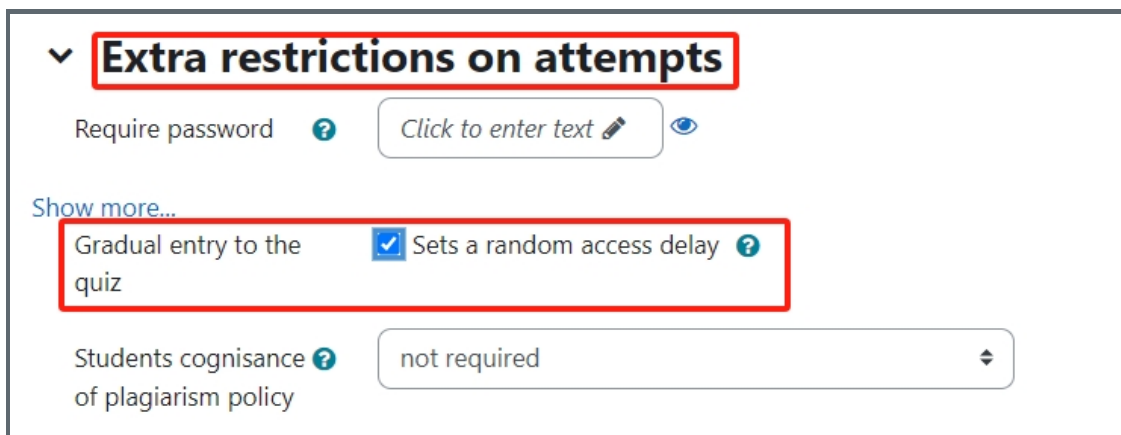 Extra restrictions on attempts
Require password Click to enter text
Show more...
Gradual entry to the Sets a random access delay
quiz
Students cognisance not required
of plagiarism policy